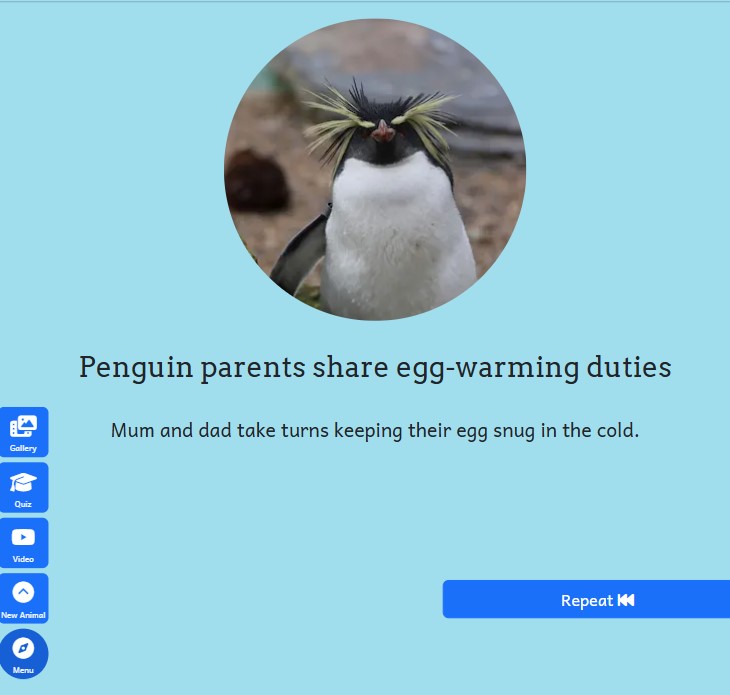 Penguin parents share egg-warming duties
Mum and dad take turns keeping their egg snug in the cold.
Gallery
Quiz
Video
New Animal
Menu
Repeat